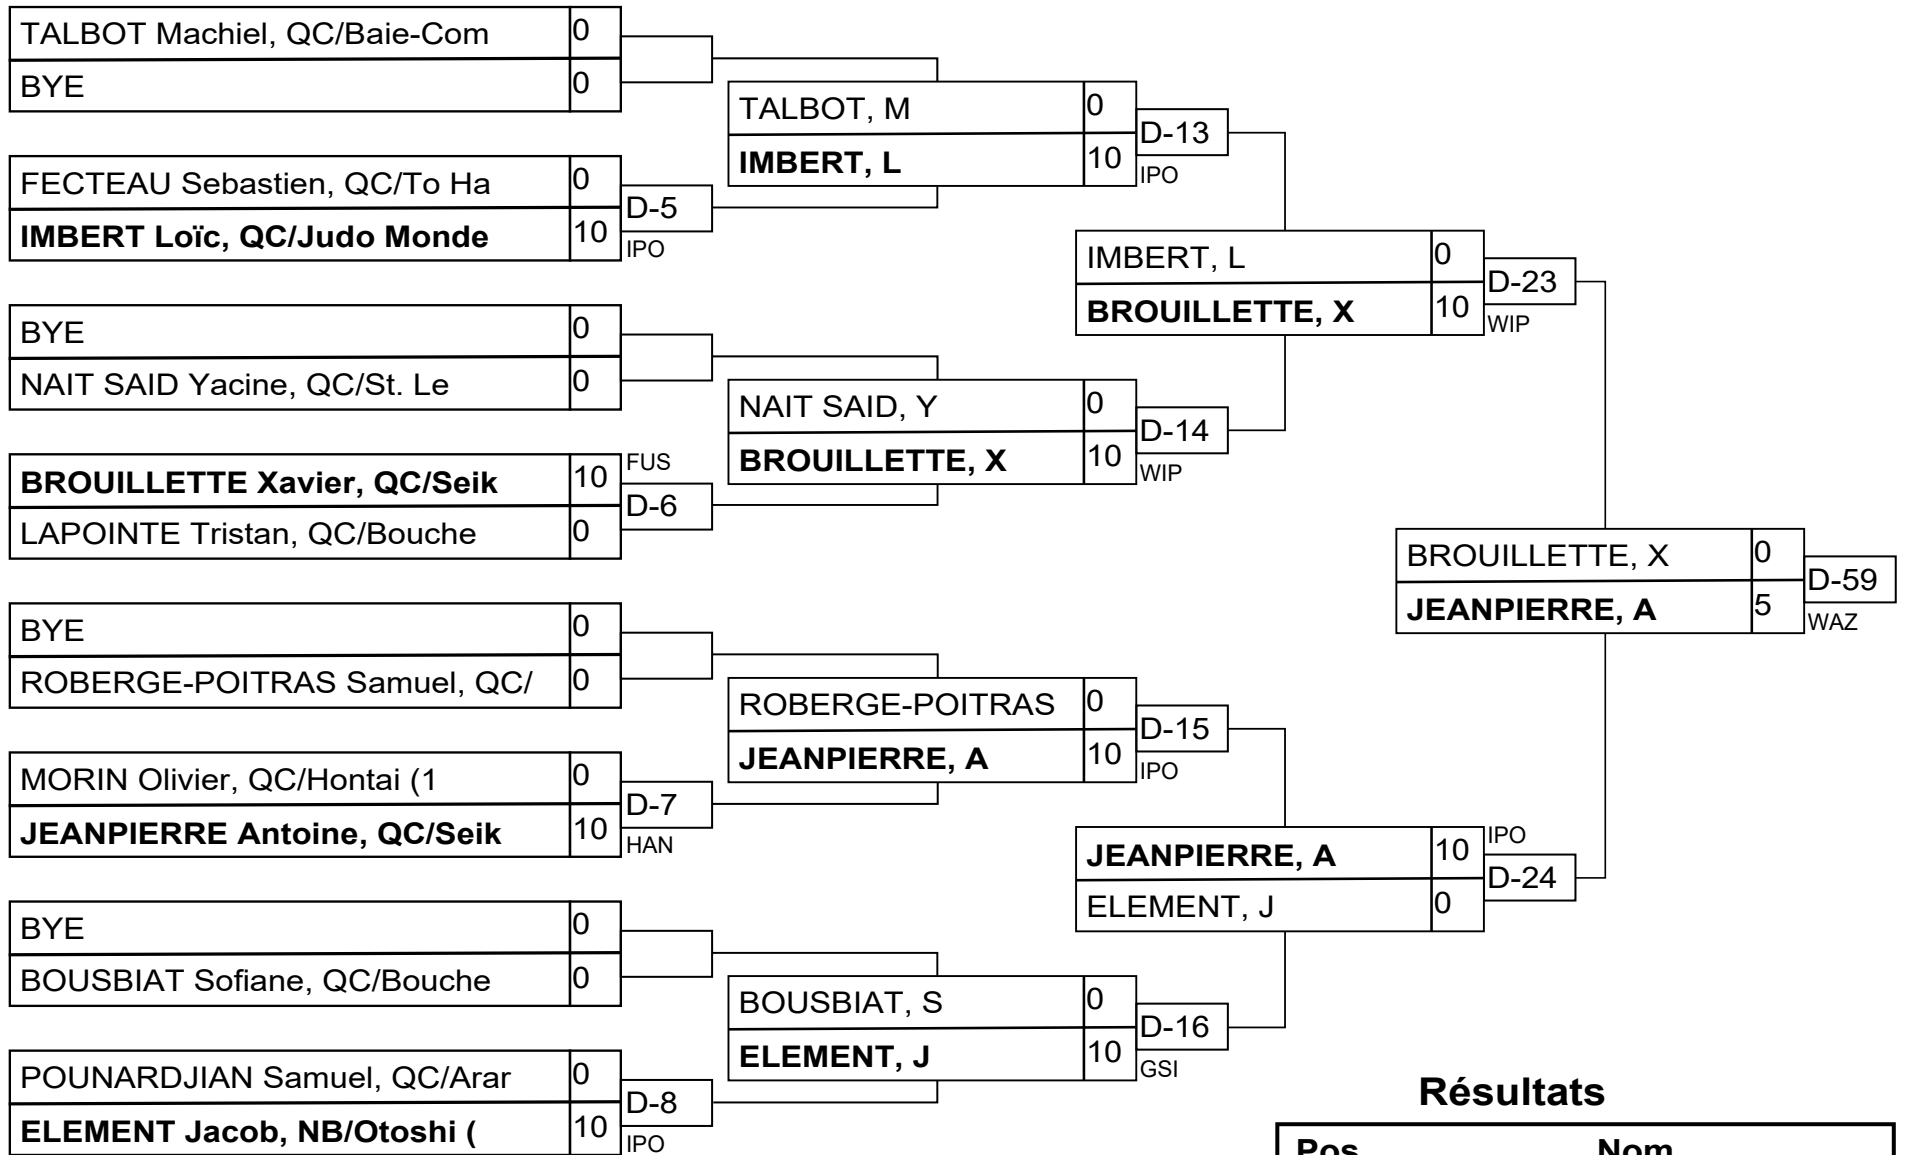 TALBOT Machiel, QC/Baie-Com 0
BYE 0
FECTEAU Sebastien, QC/To Ha 0
IMBERT Loïc, QC/Judo Monde 10
D-5
IPO
BYE 0
NAIT SAID Yacine, QC/St. Le 0
BROUILLETTE Xavier, QC/Seik 10
FUS
D-6
LAPOINTE Tristan, QC/Bouche 0
BYE 0
ROBERGE-POITRAS Samuel, QC/ 0
MORIN Olivier, QC/Hontai (1 0
JEANPIERRE Antoine, QC/Seik 10
D-7
HAN
BYE 0
BOUSBIAT Sofiane, QC/Bouche 0
POUNARDJIAN Samuel, QC/Arar 0
ELEMENT Jacob, NB/Otoshi ( 10
D-8
IPO
TALBOT, M 0
IMBERT, L 10
D-13
IPO
NAIT SAID, Y 0
BROUILLETTE, X 10
D-14
WIP
ROBERGE-POITRAS 0
JEANPIERRE, A 10
D-15
IPO
BOUSBIAT, S 0
ELEMENT, J 10
D-16
GSI
IMBERT, L 0
BROUILLETTE, X 10
D-23
WIP
JEANPIERRE, A 10
IPO
D-24
ELEMENT, J 0
BROUILLETTE, X 0
JEANPIERRE, A 5
D-59
WAZ
Résultats
Pos Nom